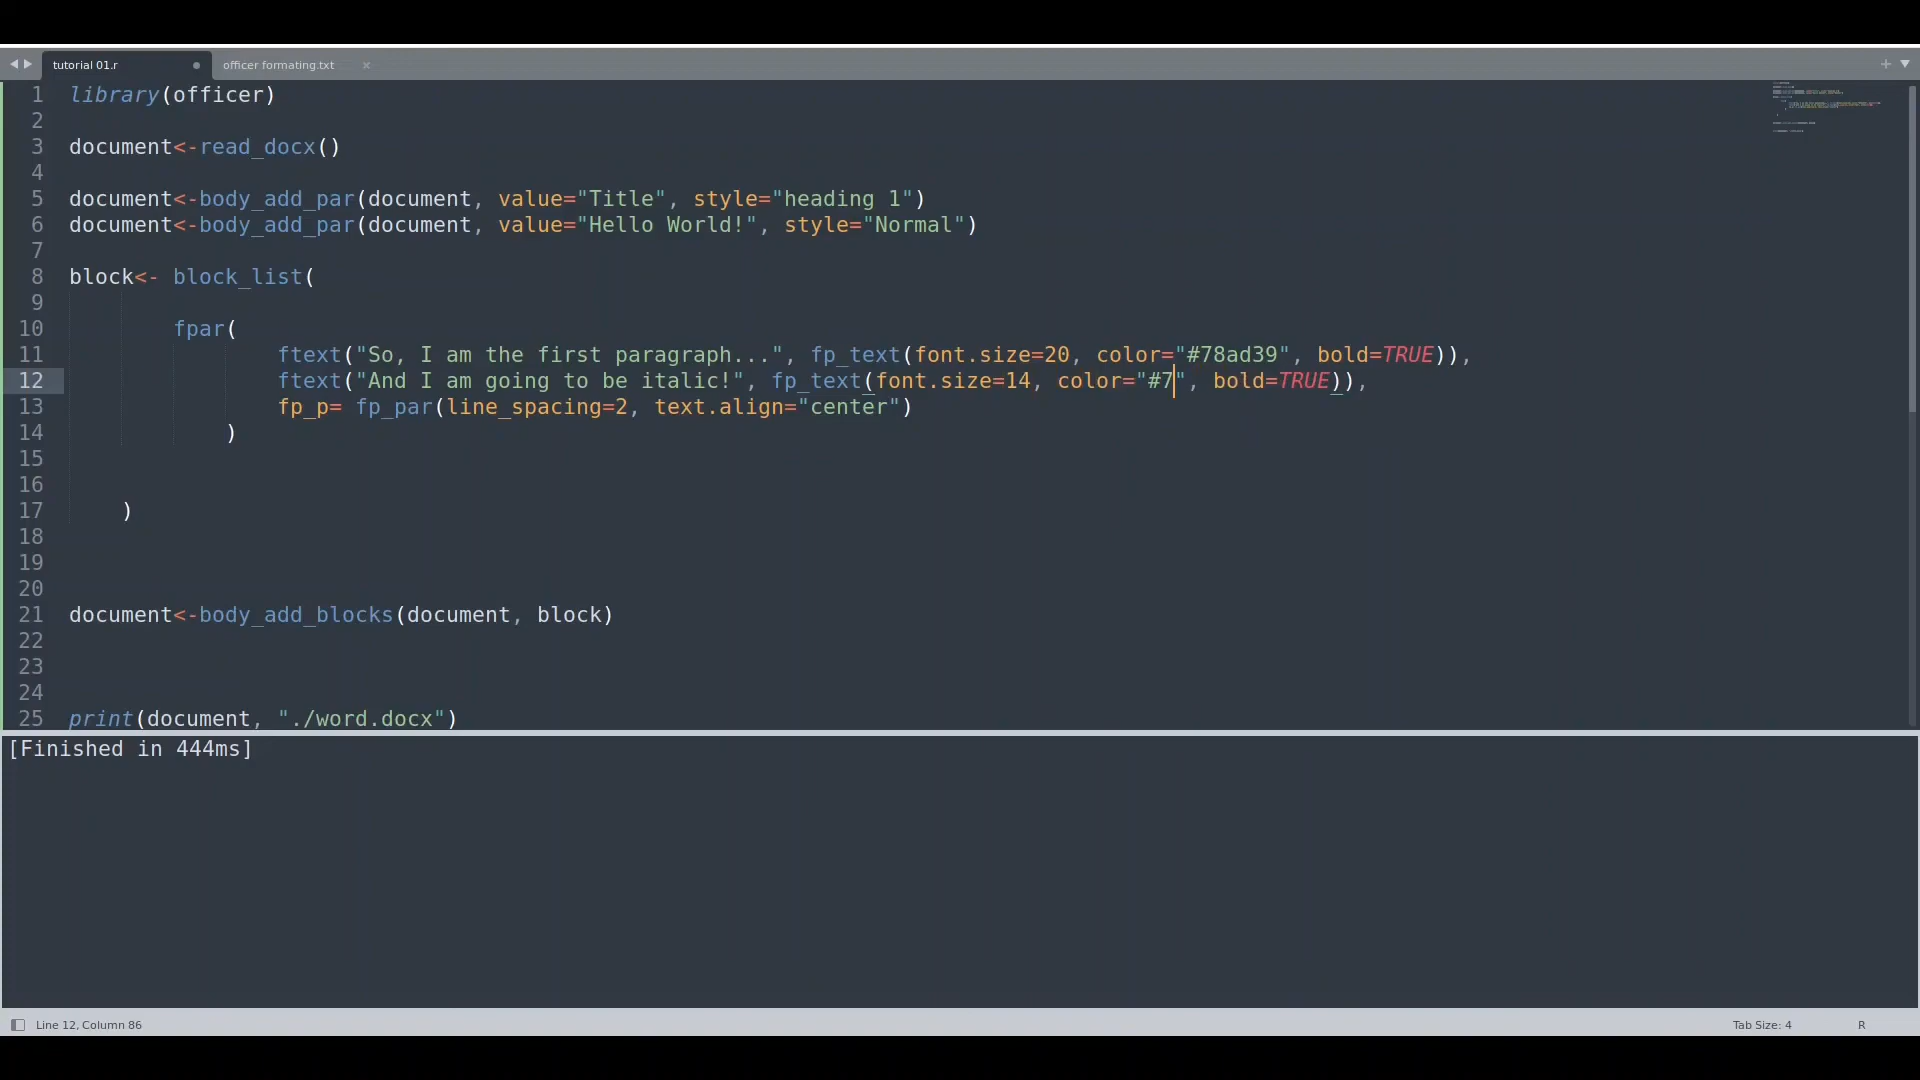 tutorial 01.r
officer formating.txt
1 library(officer)
2
3 document<-read_docx()
4
5 document<-body_add_par(document, value="Title", style="heading 1")
6 document<-body_add_par(document, value="Hello World!", style="Normal")
7
8 block<- block_list(
9
10 fpar(
11 ftext("So, I am the first paragraph...", fp_text(font.size=20, color="#78ad39", bold=TRUE)),
12 ftext("And I am going to be italic!", fp_text(font.size=14, color="#7", bold=TRUE)),
13 fp_p= fp_par(line_spacing=2, text.align="center")
14 )
15
16
17 )
18
19
20
21 document<-body_add_blocks(document, block)
22
23
24
25 print(document, "./word.docx")
[Finished in 444ms]
Line 12, Column 86
Tab Size: 4
R